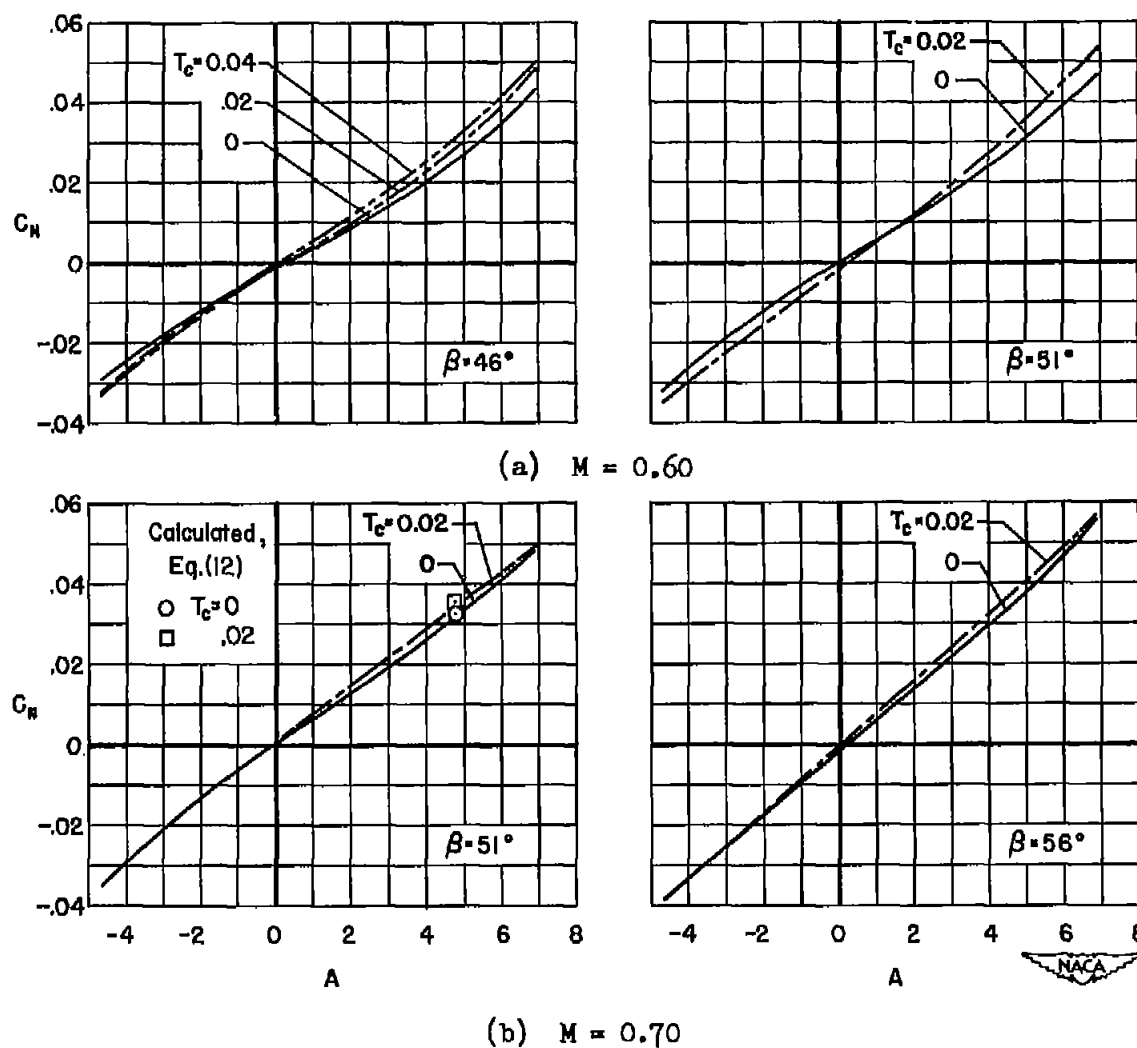 .06
.04
.02
0
-.02
-.04
C_N
T_c=0.04
.02
0
β=46°
T_c=0.02
0
β=51°
(a) M = 0.60
.06
.04
.02
0
-.02
-.04
C_N
Calculated,
Eq.(12)
○ T_c=0
□ .02
T_c=0.02
0
β=51°
T_c=0.02
0
β=56°
-4 -2 0 2 4 6 8
-4 -2 0 2 4 6 8
A
A
NACA
(b) M = 0.70